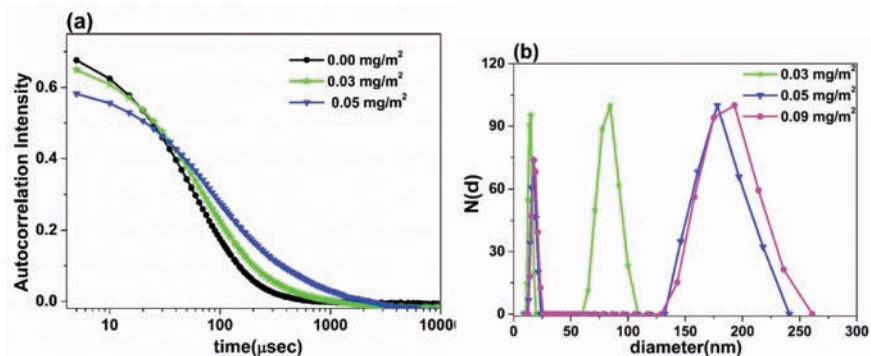 (a)
0.00 mg/m²
0.03 mg/m²
0.05 mg/m²
Autocorrelation Intensity
0.6
0.4
0.2
0.0
10
100
1000
10000
time(μsec)
(b)
0.03 mg/m²
0.05 mg/m²
0.09 mg/m²
N(d)
120
90
60
30
0
0
50
100
150
200
250
300
diameter(nm)